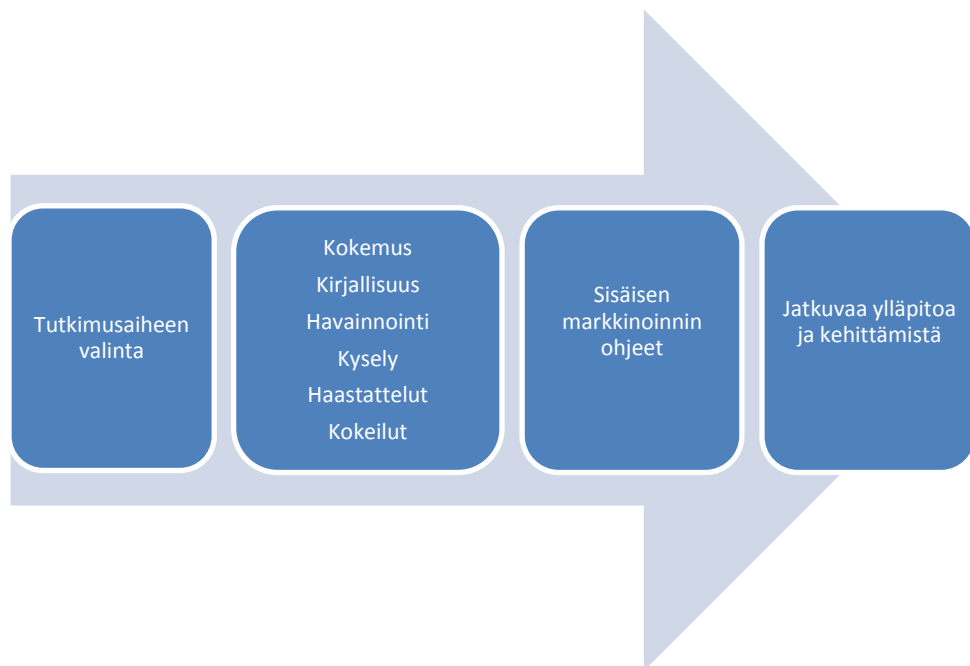 Tutkimusaiheen
valinta
Kokemus
Kirjallisuus
Havainnointi
Kysely
Haastattelut
Kokeilut
Sisäisen
markkinoinnin
ohjeet
Jatkuvaa ylläpitoa
ja kehittämistä